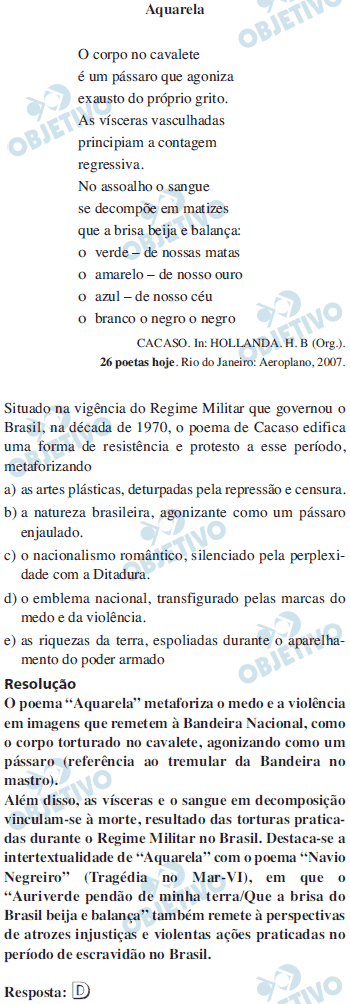 Aquarela
O corpo no cavalete
é um pássaro que agoniza
exausto do próprio grito.
As vísceras vasculhadas
principiam a contagem
regressiva.
No assoalho o sangue
se decompõe em matizes
que a brisa beija e balança:
o verde – de nossas matas
o amarelo – de nosso ouro
o azul – de nosso céu
o branco o negro o negro
CACASO. In: HOLLANDA. H. B (Org.).
26 poetas hoje. Rio de Janeiro: Aeroplano, 2007.
Situado na vigência do Regime Militar que governou o
Brasil, na década de 1970, o poema de Cacaso edifica
uma forma de resistência e protesto a esse período,
metaforizando
a) as artes plásticas, deturpadas pela repressão e censura.
b) a natureza brasileira, agonizante como um pássaro
enjaulado.
c) o nacionalismo romântico, silenciado pela perplexi-
dade com a Ditadura.
d) o emblema nacional, transfigurado pelas marcas do
medo e da violência.
e) as riquezas da terra, espoliadas durante o aparelha-
mento do poder armado
Resolução
O poema “Aquarela” metaforiza o medo e a violência
em imagens que remetem à Bandeira Nacional, como
o corpo torturado no cavalete, agonizando como um
pássaro (referência ao tremular da Bandeira no
mastro).
Além disso, as vísceras e o sangue em decomposição
vinculam-se à morte, resultado das torturas pratica-
das durante o Regime Militar no Brasil. Destaca-se a
intertextualidade de “Aquarela” com o poema “Navio
Negreiro” (Tragédia no Mar-VI), em que o
“Auriverde pendão de minha terra/Que a brisa do
Brasil beija e balança” também remete à perspectivas
de atrozes injustiças e violentas ações praticadas no
período de escravidão no Brasil.
Resposta: D
OBJETIVO
OBJETIVO
OBJETIVO
OBJETIVO
OBJETIVO
OBJETIVO
OBJETIVO
OBJETIVO
OBJETIVO
OBJETIVO